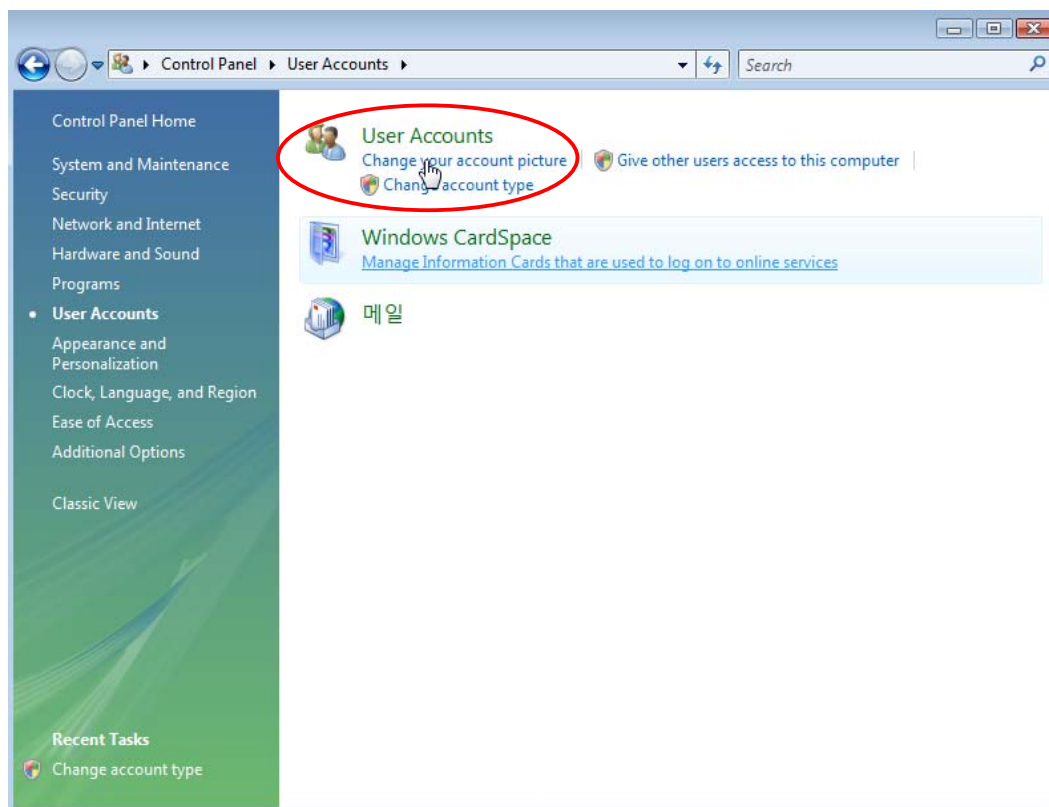 Control Panel
User Accounts
Search
Control Panel Home
System and Maintenance
Security
Network and Internet
Hardware and Sound
Programs
User Accounts
Appearance and
Personalization
Clock, Language, and Region
Ease of Access
Additional Options
Classic View
Recent Tasks
Change account type
User Accounts
Change your account picture
Give other users access to this computer
Change account type
Windows CardSpace
Manage Information Cards that are used to log on to online services
메일